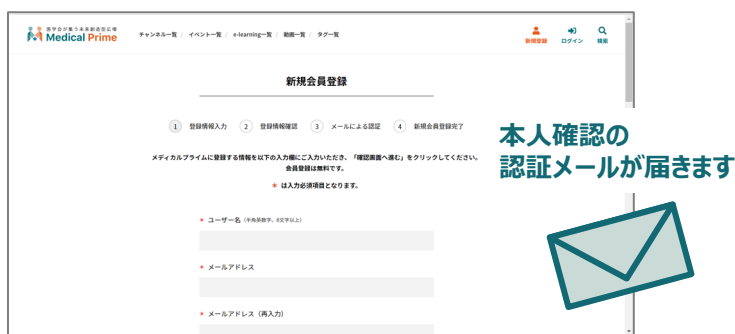 医学会が集う未来創造型広場
Medical Prime
チャンネル一覧 / イベント一覧 / e-learning一覧 / 動画一覧 / タグ一覧
新規登録 ログイン 検索
新規会員登録
1 登録情報入力 2 登録情報確認 3 メールによる認証 4 新規会員登録完了
メディカルプライムに登録する情報を以下の入力欄にご入力いただき、「確認画面へ進む」をクリックしてください。
会員登録は無料です。
* は入力必須項目となります。
本人確認の
認証メールが届きます
* ユーザー名 (半角英数字、8文字以上)
* メールアドレス
* メールアドレス (再入力)